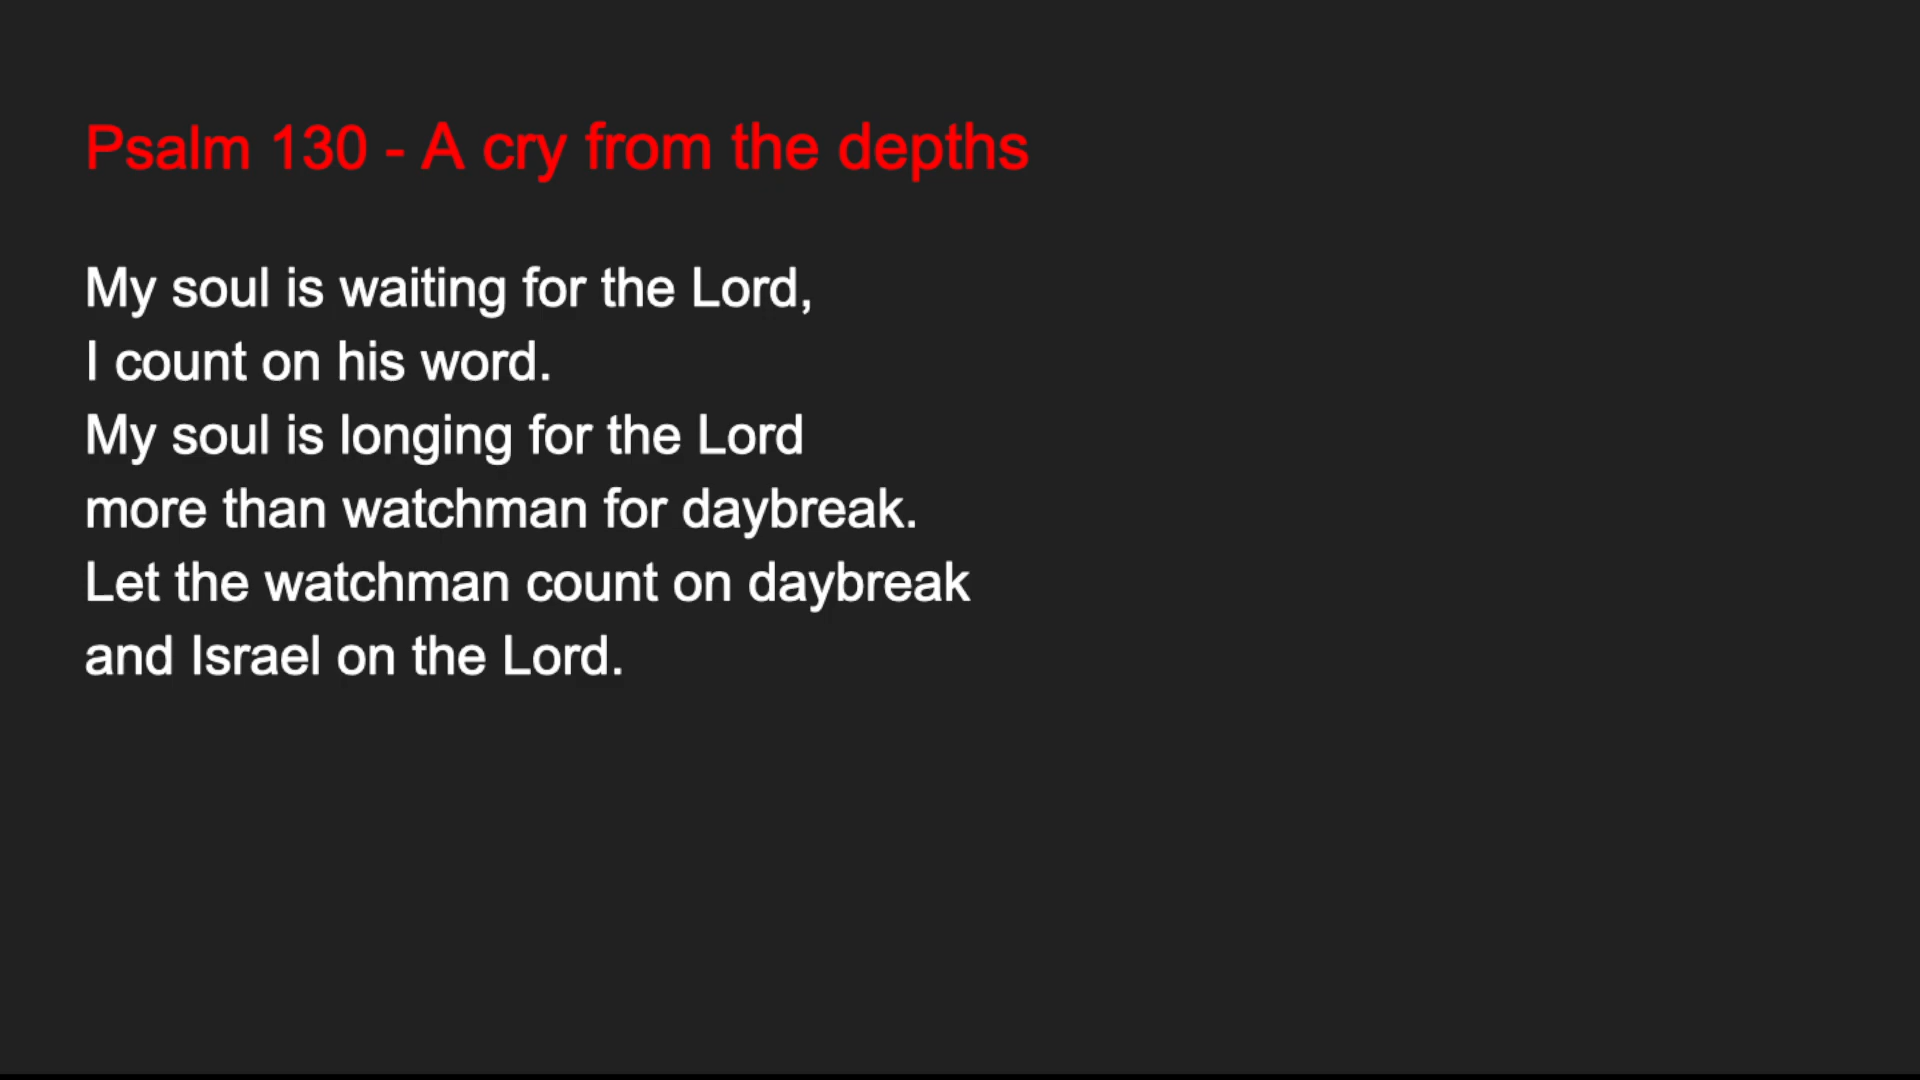 Psalm 130 - A cry from the depths
My soul is waiting for the Lord,
I count on his word.
My soul is longing for the Lord
more than watchman for daybreak.
Let the watchman count on daybreak
and Israel on the Lord.